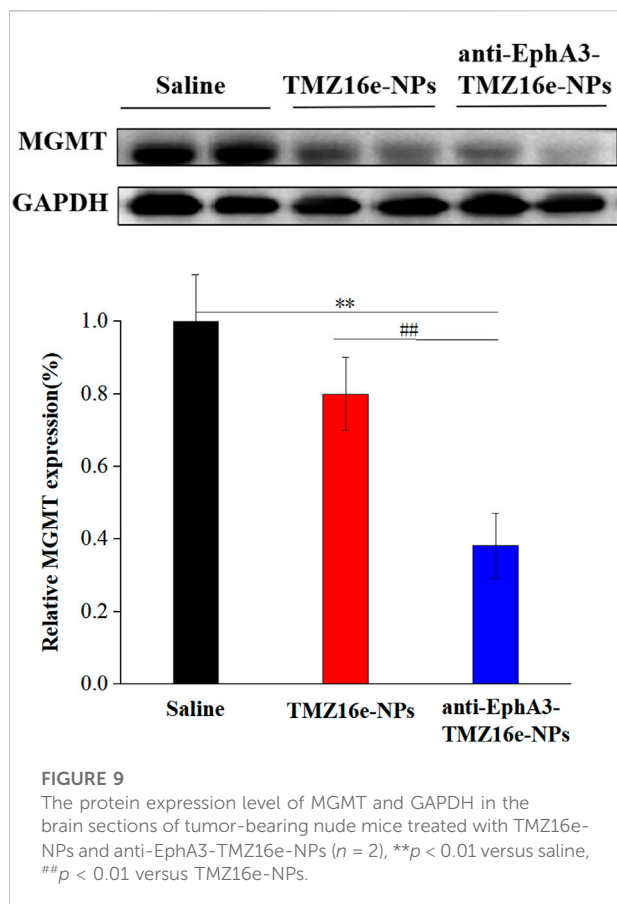 Saline
TMZ16e-NPs
anti-EphA3-
TMZ16e-NPs
MGMT
GAPDH
**
##
Relative MGMT expression(%)
1.0
0.8
0.6
0.4
0.2
0.0
Saline
TMZ16e-NPs
anti-EphA3-
TMZ16e-NPs
FIGURE 9
The protein expression level of MGMT and GAPDH in the
brain sections of tumor-bearing nude mice treated with TMZ16e-
NPs and anti-EphA3-TMZ16e-NPs (n = 2), **p < 0.01 versus saline,
##p < 0.01 versus TMZ16e-NPs.